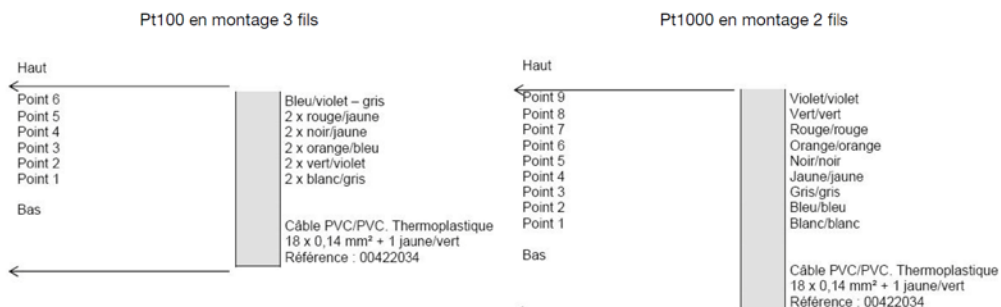 Pt100 en montage 3 fils
Haut
Point 6
Point 5
Point 4
Point 3
Point 2
Point 1
Bas
Bleu/violet – gris
2 x rouge/jaune
2 x noir/jaune
2 x orange/bleu
2 x vert/violet
2 x blanc/gris
Câble PVC/PVC. Thermoplastique
18 x 0,14 mm² + 1 jaune/vert
Référence : 00422034
Pt1000 en montage 2 fils
Haut
Point 9
Point 8
Point 7
Point 6
Point 5
Point 4
Point 3
Point 2
Point 1
Bas
Violet/violet
Vert/vert
Rouge/rouge
Orange/orange
Noir/noir
Jaune/jaune
Gris/gris
Bleu/bleu
Blanc/blanc
Câble PVC/PVC. Thermoplastique
18 x 0,14 mm² + 1 jaune/vert
Référence : 00422034